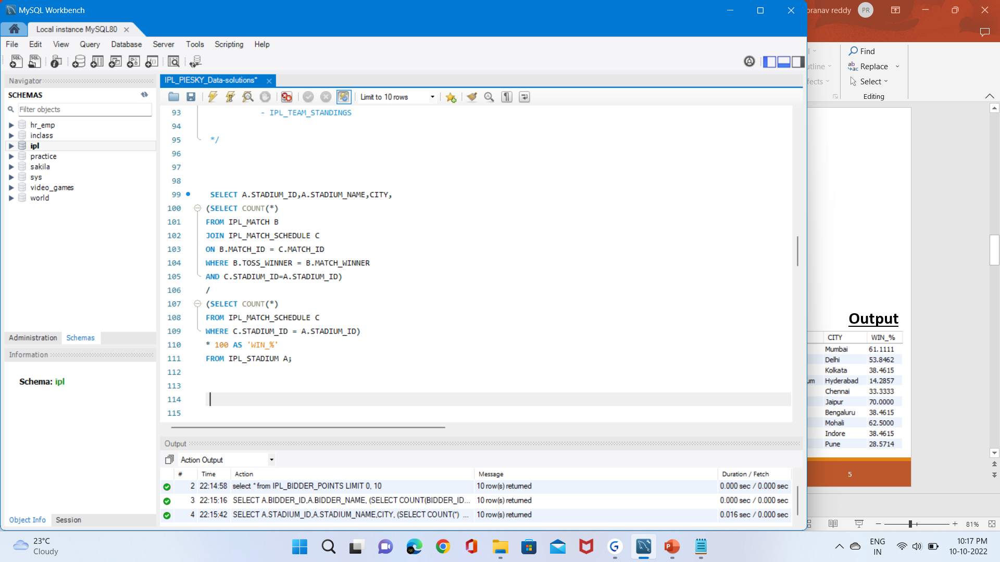 MySQL Workbench
Local instance MySQL80
File Edit View Query Database Server Tools Scripting Help
Navigator
SCHEMAS
Filter objects
hr_emp
inclass
ipl
practice
sakila
sys
video_games
world
Administration Schemas
Information
Schema: ipl
Object Info Session
IPL_PIESKY_Data-solutions*
Limit to 10 rows
93 - IPL_TEAM_STANDINGS
94
95 */
96
97
98
99 SELECT A.STADIUM_ID,A.STADIUM_NAME,CITY,
100 (SELECT COUNT(*)
101 FROM IPL_MATCH B
102 JOIN IPL_MATCH_SCHEDULE C
103 ON B.MATCH_ID = C.MATCH_ID
104 WHERE B.TOSS_WINNER = B.MATCH_WINNER
105 AND C.STADIUM_ID=A.STADIUM_ID)
106 /
107 (SELECT COUNT(*)
108 FROM IPL_MATCH_SCHEDULE C
109 WHERE C.STADIUM_ID = A.STADIUM_ID)
110 * 100 AS 'WIN_%'
111 FROM IPL_STADIUM A;
112
113
114
115
Output
Action Output
# Time Action Message Duration / Fetch
2 22:14:58 select * from IPL_BIDDER_POINTS LIMIT 0, 10 10 row(s) returned 0.000 sec / 0.000 sec
3 22:15:16 SELECT A.BIDDER_ID,A.BIDDER_NAME, (SELECT COUNT(BIDDER_ID... 10 row(s) returned 0.000 sec / 0.000 sec
4 22:15:42 SELECT A.STADIUM_ID,A.STADIUM_NAME,CITY, (SELECT COUNT(*) ... 10 row(s) returned 0.016 sec / 0.000 sec
pranav reddy PR
Find
utline Replace
fects Select
Editing
Output
CITY WIN_%
Mumbai 61.1111
Delhi 53.8462
Kolkata 38.4615
um Hyderabad 14.2857
Chennai 33.3333
Jaipur 70.0000
Bengaluru 38.4615
Mohali 62.5000
Indore 38.4615
Pune 28.5714
5
81%
23°C
Cloudy
ENG
IN
10:17 PM
10-10-2022